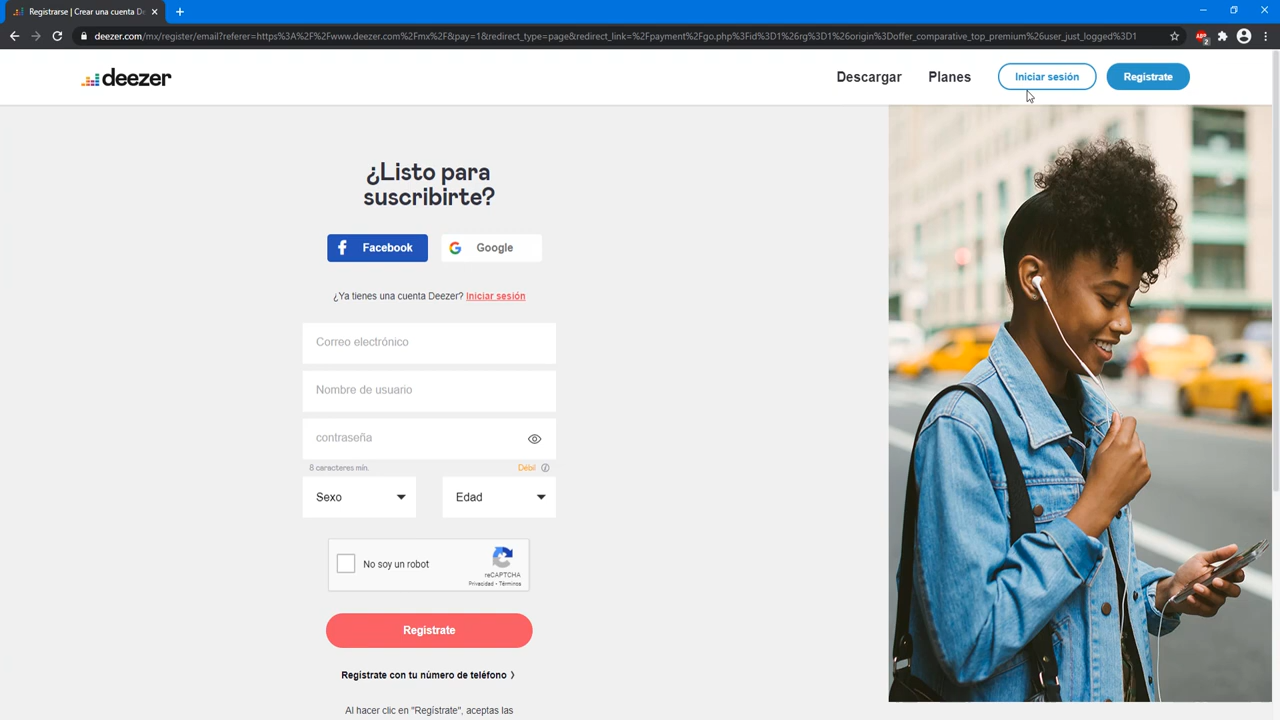 Registrarse | Crear una cuenta De
deezer.com/mx/register/email?referer=https%3A%2F%2Fwww.deezer.com%2Fmx%2F&pay=1&redirect_type=page&redirect_link=%2Fpayment%2Fgo.php%3Fid%3D1%26rg%3D1%26origin%3Doffer_comparative_top_premium%26user_just_logged%3D1
ABP
2
deezer
Descargar
Planes
Iniciar sesión
Regístrate
¿Listo para
suscribirte?
Facebook
Google
¿Ya tienes una cuenta Deezer? Iniciar sesión
Correo electrónico
Nombre de usuario
contraseña
8 caracteres mín.
Débil
Sexo
Edad
No soy un robot
reCAPTCHA
Privacidad - Términos
Regístrate
Regístrate con tu número de teléfono
Al hacer clic en "Regístrate", aceptas las